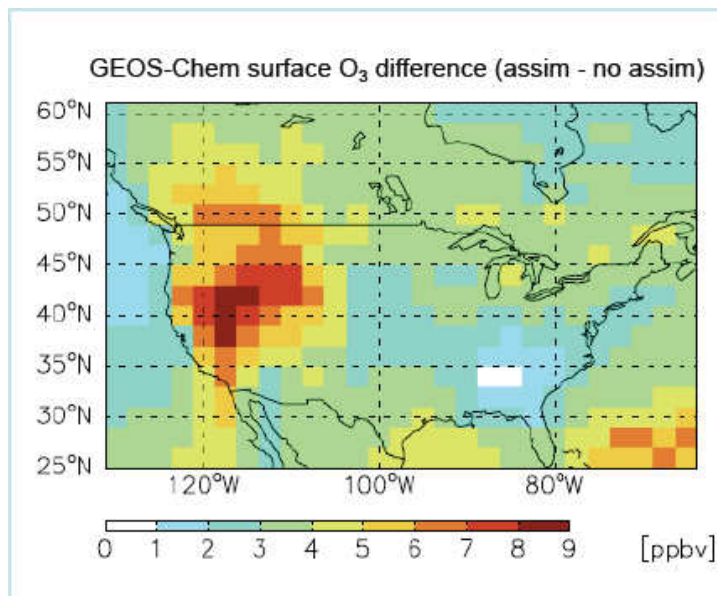 GEOS-Chem surface O₃ difference (assim - no assim)
60°N
55°N
50°N
45°N
40°N
35°N
30°N
25°N
120°W 100°W 80°W
0 1 2 3 4 5 6 7 8 9 [ppbv]